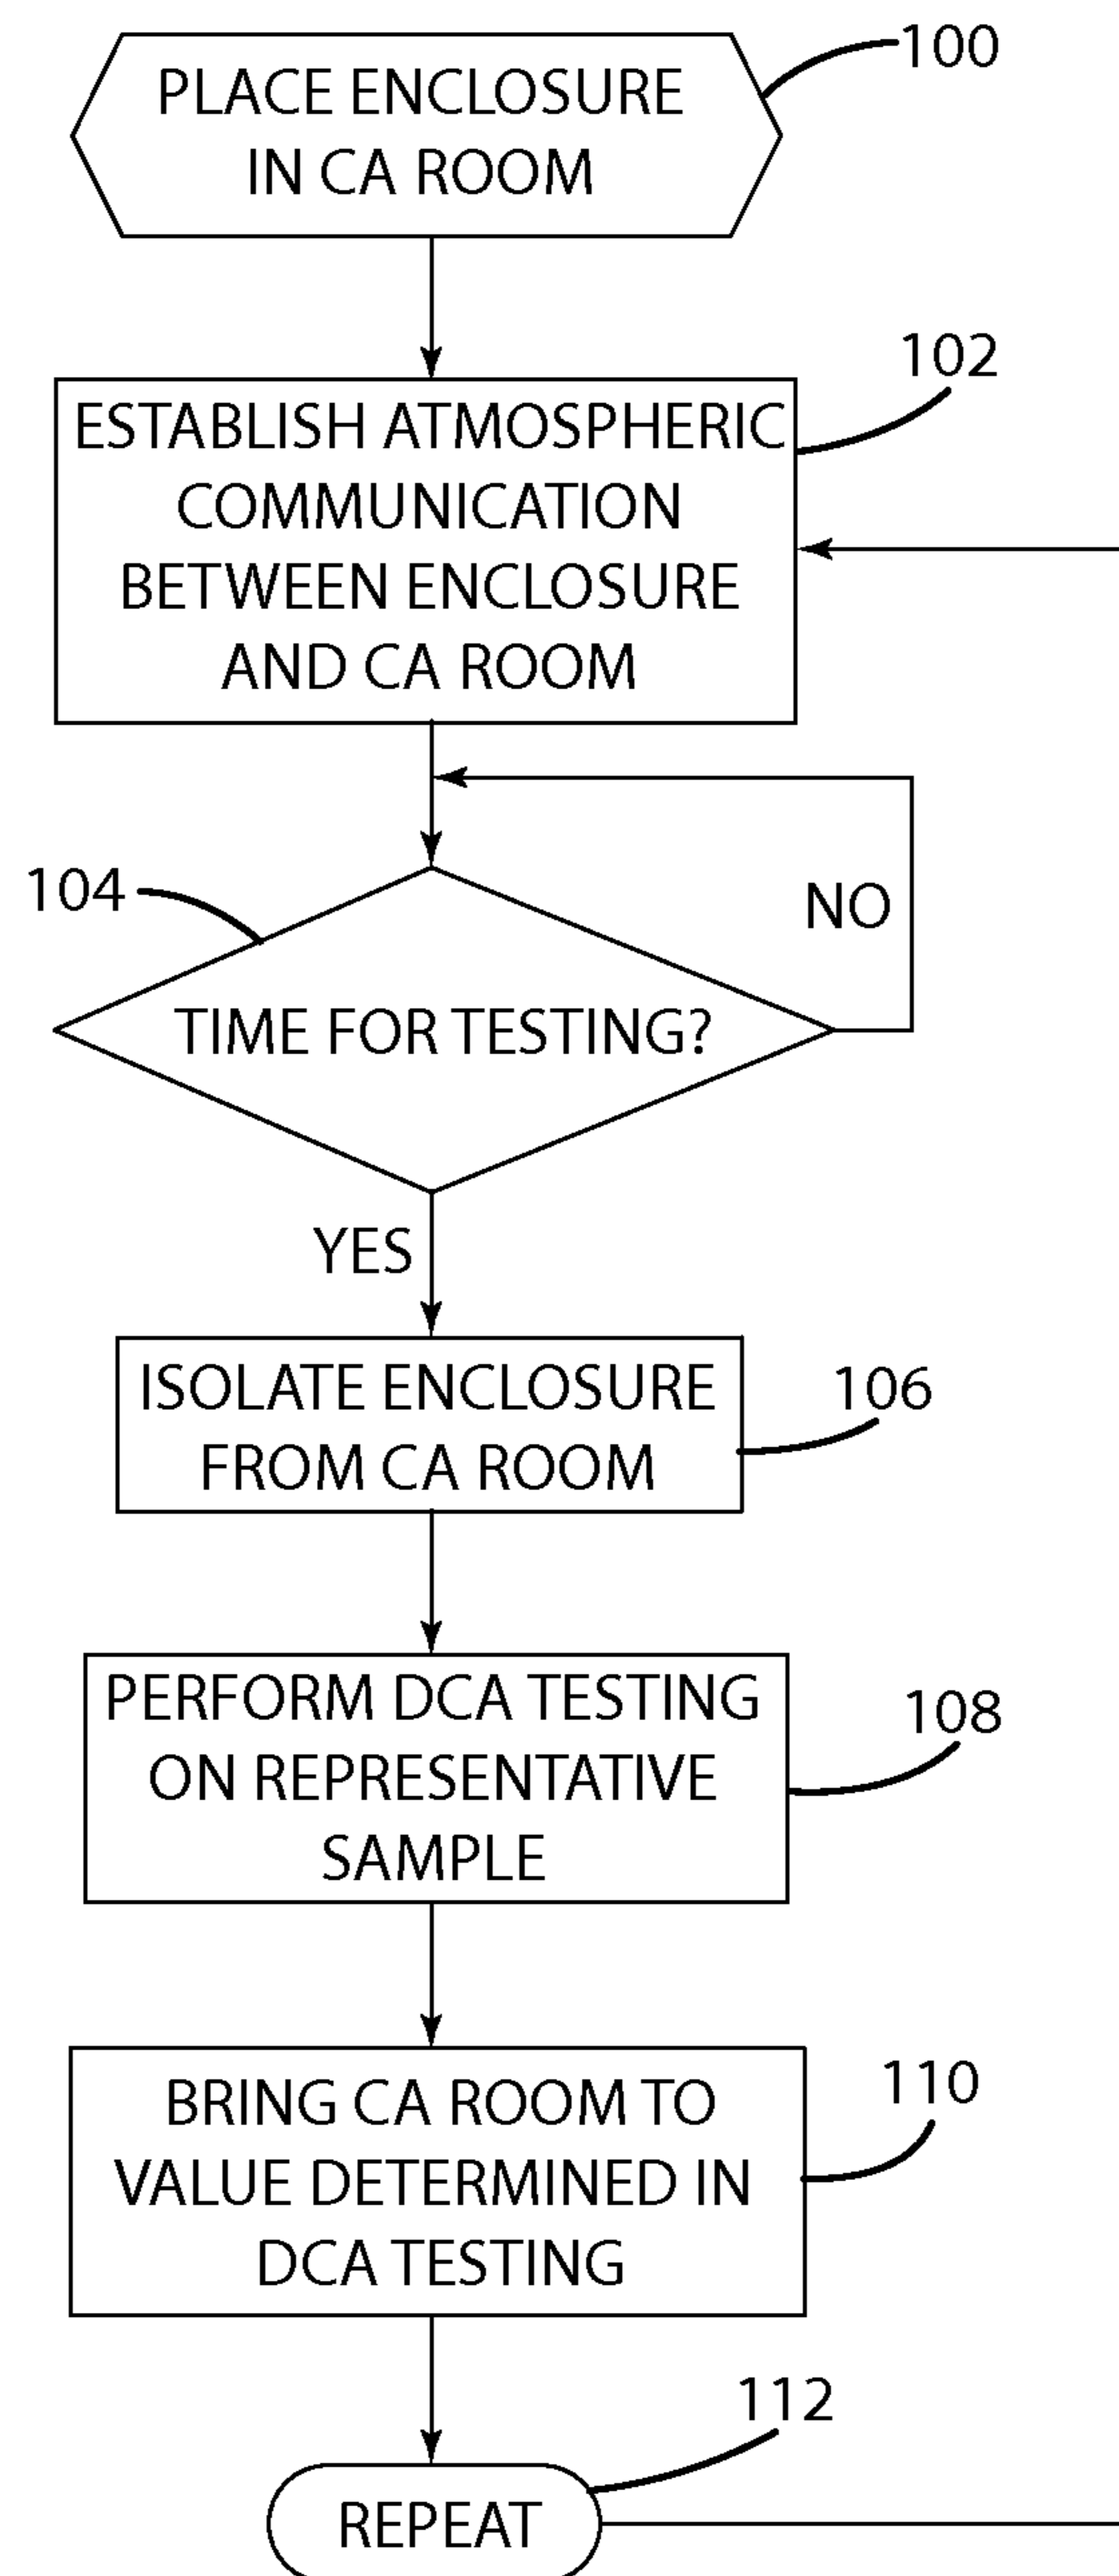 100
PLACE ENCLOSURE
IN CA ROOM
102
ESTABLISH ATMOSPHERIC
COMMUNICATION
BETWEEN ENCLOSURE
AND CA ROOM
104
NO
TIME FOR TESTING?
YES
ISOLATE ENCLOSURE
FROM CA ROOM
106
PERFORM DCA TESTING
ON REPRESENTATIVE
SAMPLE
108
BRING CA ROOM TO
VALUE DETERMINED IN
DCA TESTING
110
112
REPEAT